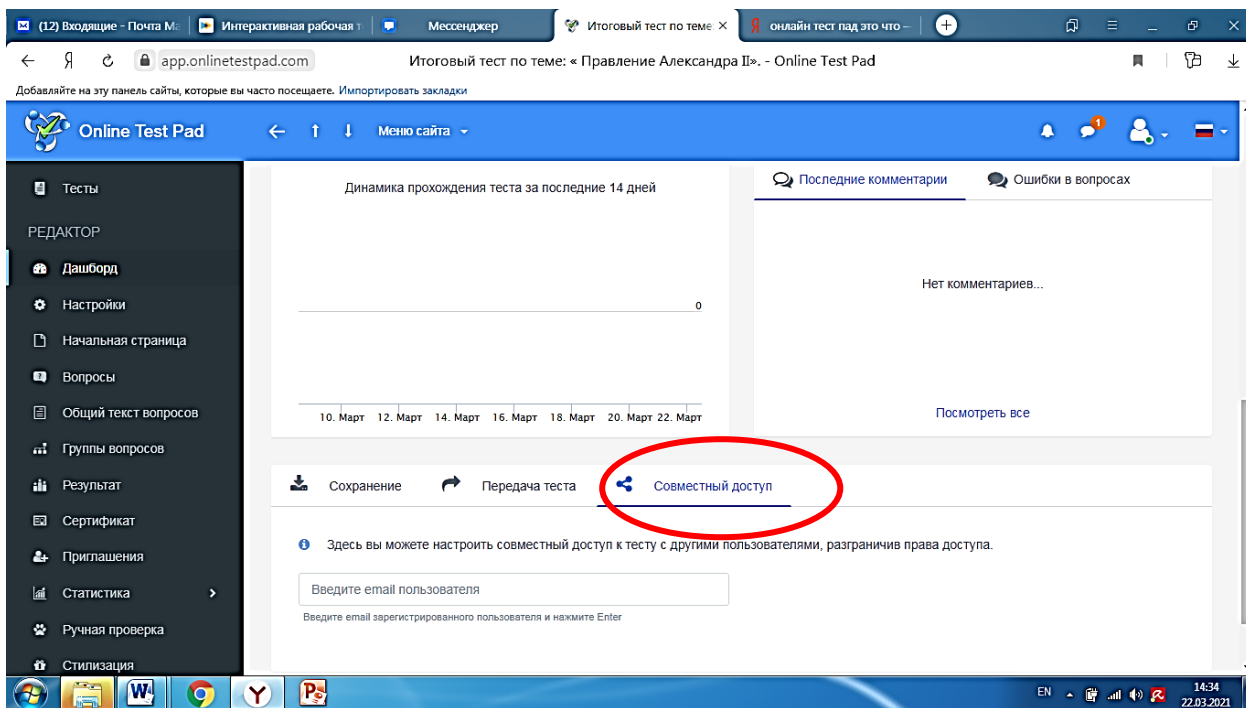 (12) Входящие - Почта Ma
Интерактивная рабочая т
Мессенджер
Итоговый тест по теме:
онлайн тест пад это что –
app.onlinetestpad.com
Итоговый тест по теме: « Правление Александра II». - Online Test Pad
Добавляйте на эту панель сайты, которые вы часто посещаете. Импортировать закладки
Online Test Pad
Меню сайта
1
Тесты
РЕДАКТОР
Дашборд
Настройки
Начальная страница
Вопросы
Общий текст вопросов
Группы вопросов
Результат
Сертификат
Приглашения
Статистика
Ручная проверка
Стилизация
Динамика прохождения теста за последние 14 дней
0
10. Март 12. Март 14. Март 16. Март 18. Март 20. Март 22. Март
Последние комментарии
Ошибки в вопросах
Нет комментариев...
Посмотреть все
Сохранение
Передача теста
Совместный доступ
Здесь вы можете настроить совместный доступ к тесту с другими пользователями, разграничив права доступа.
Введите email пользователя
Введите email зарегистрированного пользователя и нажмите Enter
EN
14:34
22.03.2021